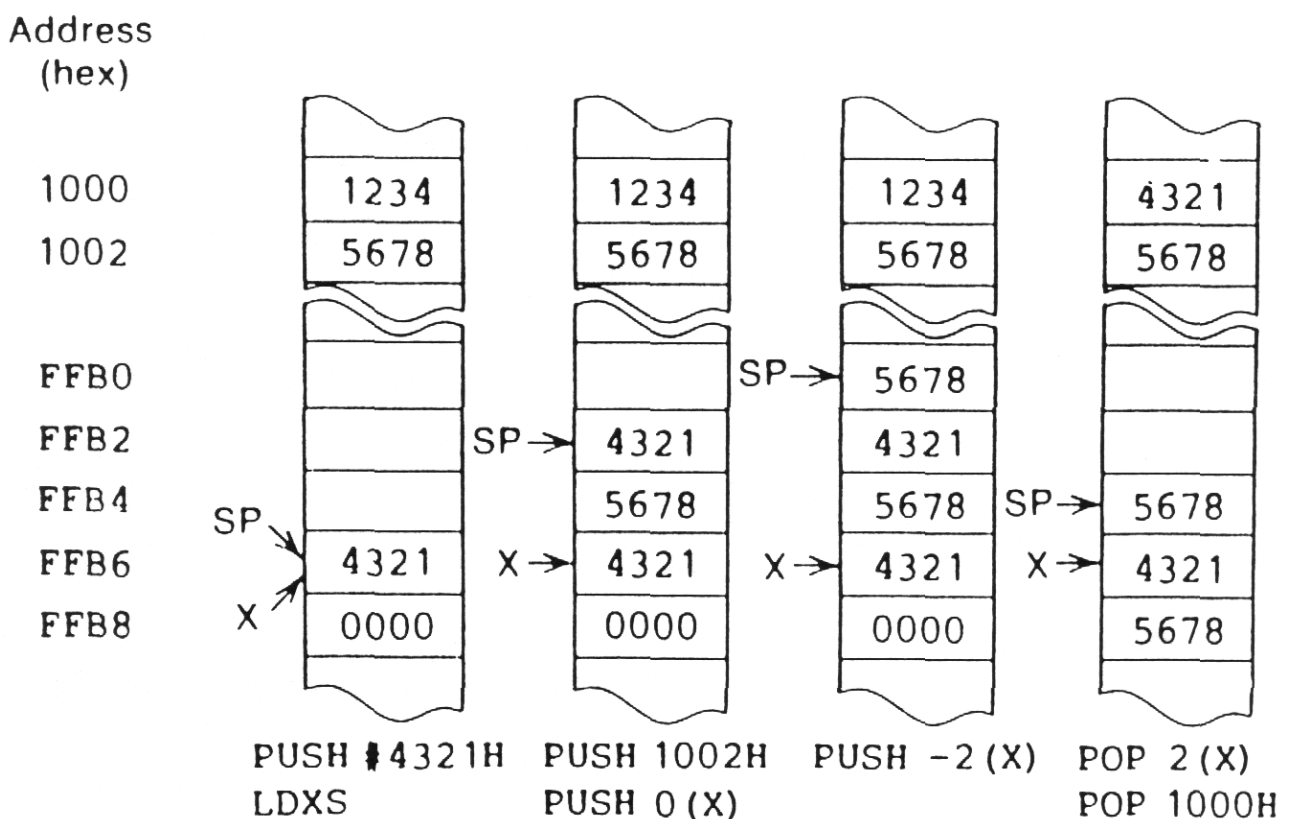 Address
(hex)
1000 1234 1234 1234 4321
1002 5678 5678 5678 5678
FFB0 SP 5678
FFB2 SP 4321 4321
FFB4 5678 5678 SP 5678
SP
FFB6 4321 X 4321 X 4321 X 4321
X
FFB8 0000 0000 0000 5678
PUSH #4321H PUSH 1002H PUSH -2 (X) POP 2 (X)
LDXS PUSH 0 (X) POP 1000H